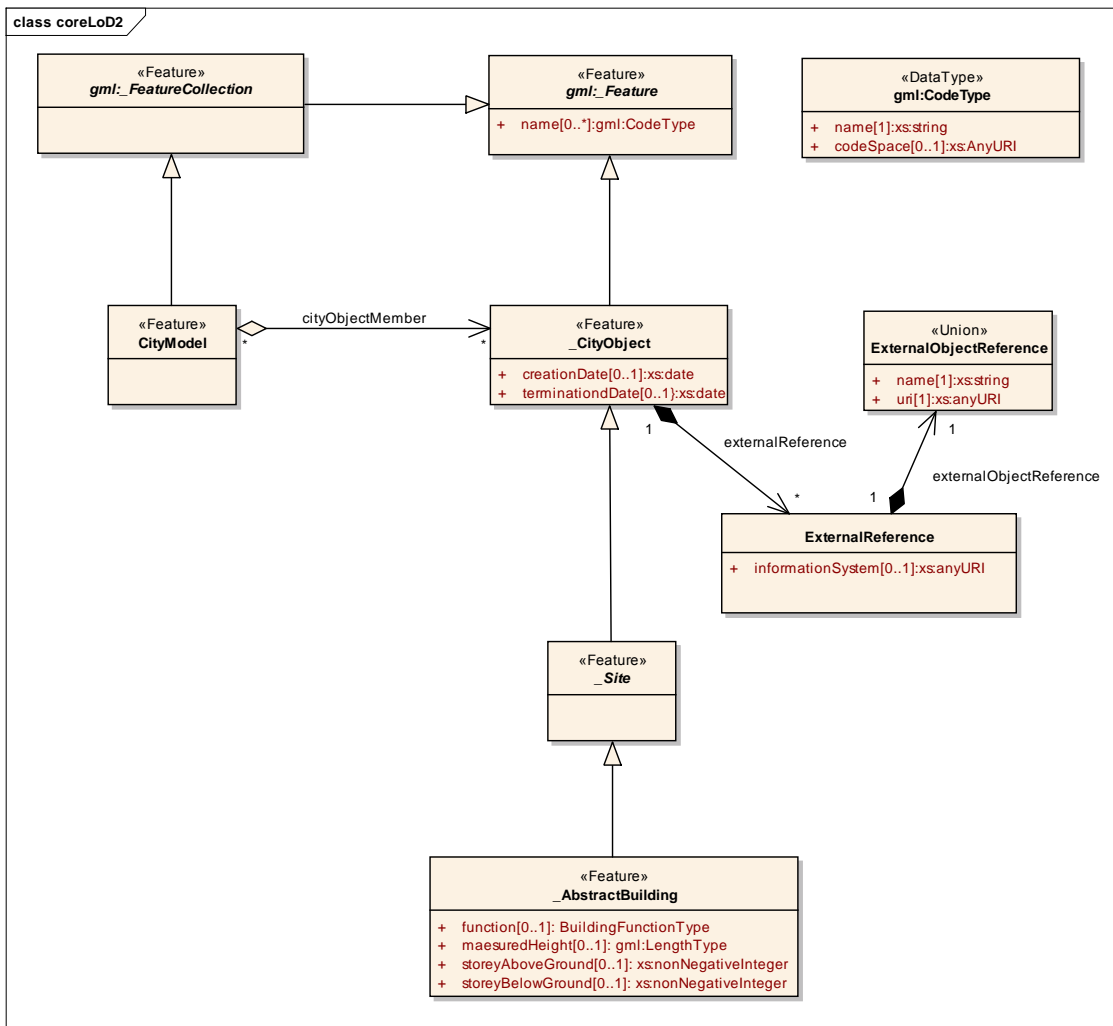 class coreLoD2
«Feature»
gml:_FeatureCollection
«Feature»
gml:_Feature
+ name[0..*]:gml:CodeType
«DataType»
gml:CodeType
+ name[1]:xs:string
+ codeSpace[0..1]:xs:AnyURI
«Feature»
CityModel
cityObjectMember
*
*
«Feature»
_CityObject
+ creationDate[0..1]:xs:date
+ terminationdDate[0..1}:xs:date
«Union»
ExternalObjectReference
+ name[1]:xs:string
+ uri[1]:xs:anyURI
1
externalReference
*
1
externalObjectReference
1
ExternalReference
+ informationSystem[0..1]:xs:anyURI
«Feature»
_Site
«Feature»
_AbstractBuilding
+ function[0..1]: BuildingFunctionType
+ maesuredHeight[0..1]: gml:LengthType
+ storeyAboveGround[0..1]: xs:nonNegativeInteger
+ storeyBelowGround[0..1]: xs:nonNegativeInteger